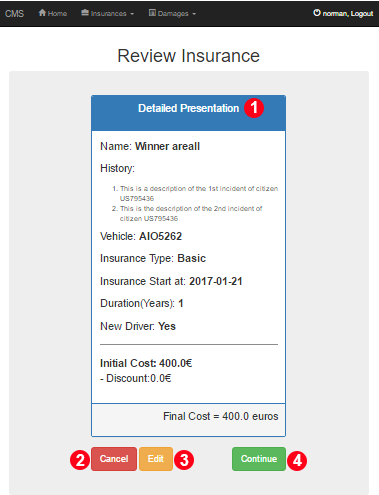 CMS Home Insurances Damages norman, Logout
Review Insurance
Detailed Presentation 1
Name: Winner areall
History:
1. This is a description of the 1st incident of citizen
US795436
2. This is the description of the 2nd incident of
citizen US795436
Vehicle: AIO5262
Insurance Type: Basic
Insurance Start at: 2017-01-21
Duration(Years): 1
New Driver: Yes
Initial Cost: 400.0€
- Discount:0.0€
Final Cost = 400.0 euros
2 Cancel Edit 3 Continue 4